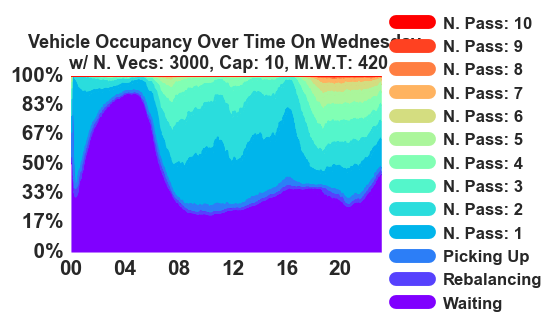 Vehicle Occupancy Over Time On Wednesday
w/ N. Vecs: 3000, Cap: 10, M.W.T: 420
100%
83%
67%
50%
33%
17%
0%
00 04 08 12 16 20
N. Pass: 10
N. Pass: 9
N. Pass: 8
N. Pass: 7
N. Pass: 6
N. Pass: 5
N. Pass: 4
N. Pass: 3
N. Pass: 2
N. Pass: 1
Picking Up
Rebalancing
Waiting